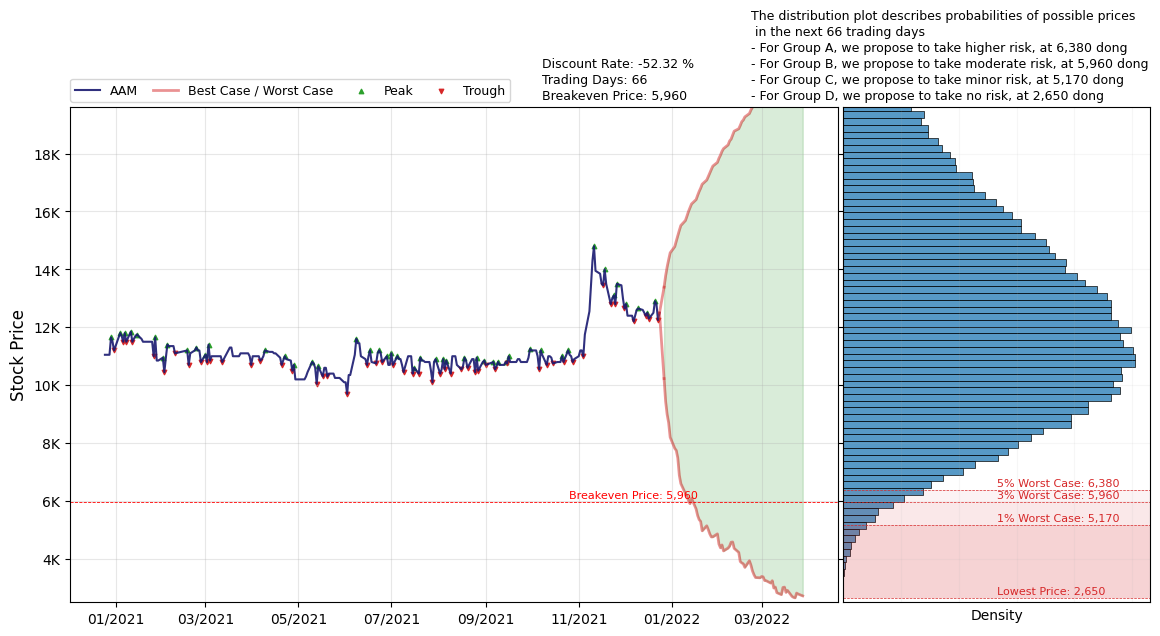 The distribution plot describes probabilities of possible prices
in the next 66 trading days
- For Group A, we propose to take higher risk, at 6,380 dong
- For Group B, we propose to take moderate risk, at 5,960 dong
- For Group C, we propose to take minor risk, at 5,170 dong
- For Group D, we propose to take no risk, at 2,650 dong
Discount Rate: -52.32 %
Trading Days: 66
Breakeven Price: 5,960
AAM
Best Case / Worst Case
Peak
Trough
Stock Price
18K
16K
14K
12K
10K
8K
6K
4K
Breakeven Price: 5,960
5% Worst Case: 6,380
3% Worst Case: 5,960
1% Worst Case: 5,170
Lowest Price: 2,650
01/2021
03/2021
05/2021
07/2021
09/2021
11/2021
01/2022
03/2022
Density